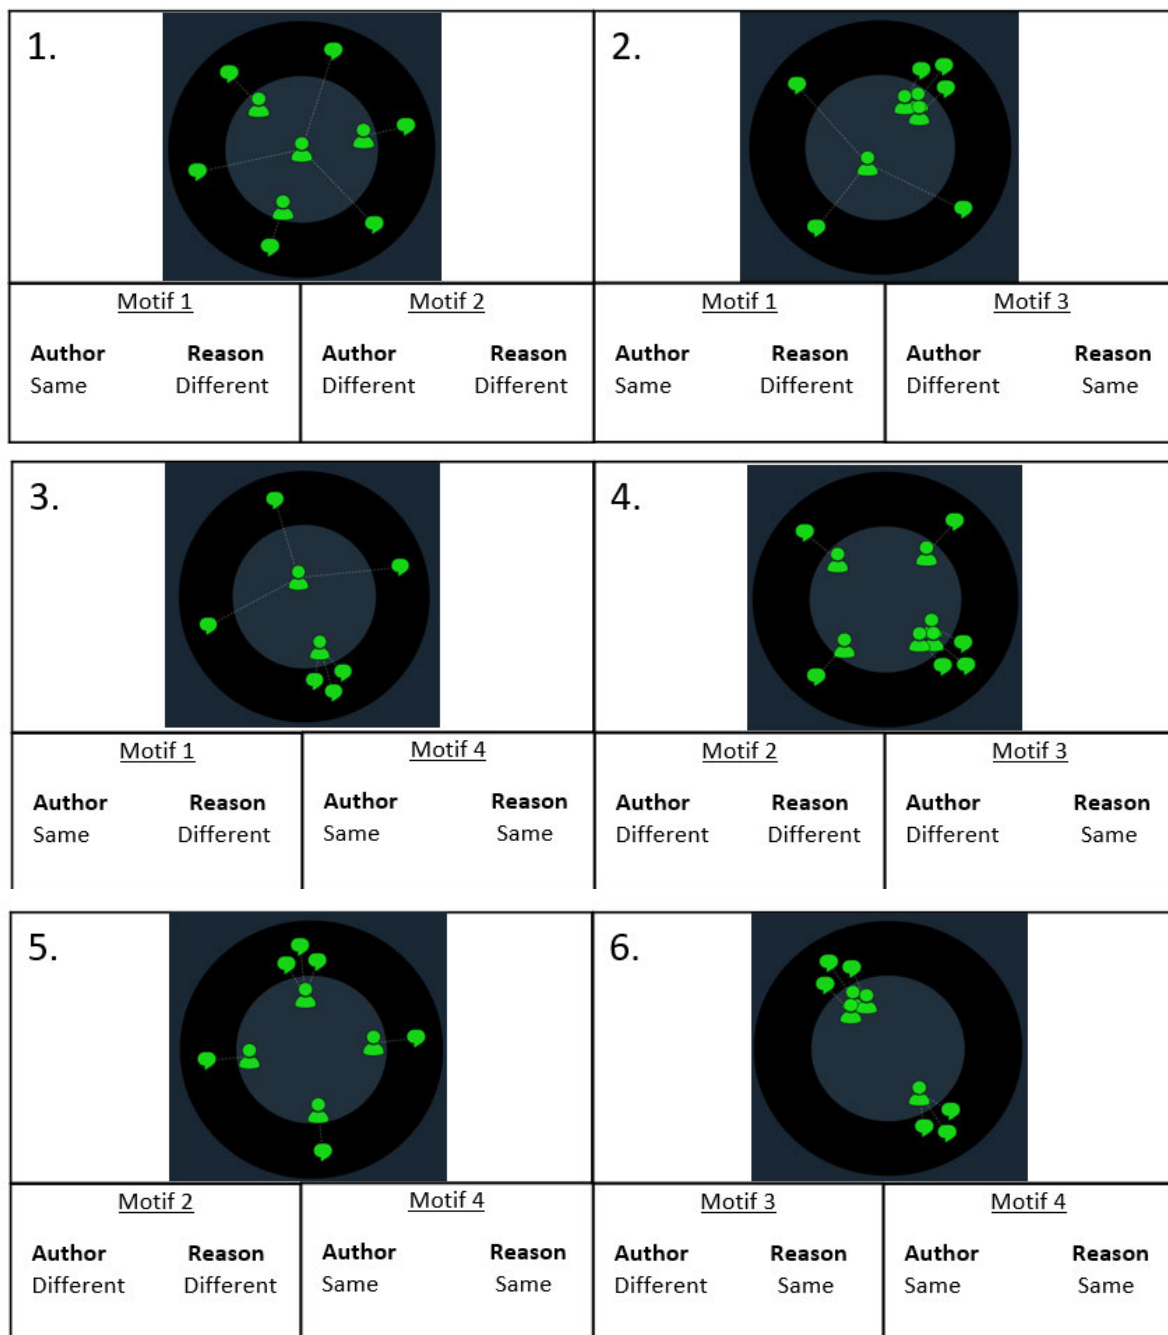 1.
2.
Motif 1
Motif 2
Motif 1
Motif 3
Author Reason Author Reason Author Reason Author Reason
Same Different Different Different Same Different Different Same
3.
4.
Motif 1
Motif 4
Motif 2
Motif 3
Author Reason Author Reason Author Reason Author Reason
Same Different Same Same Different Different Different Same
5.
6.
Motif 2
Motif 4
Motif 3
Motif 4
Author Reason Author Reason Author Reason Author Reason
Different Different Same Same Different Same Same Same